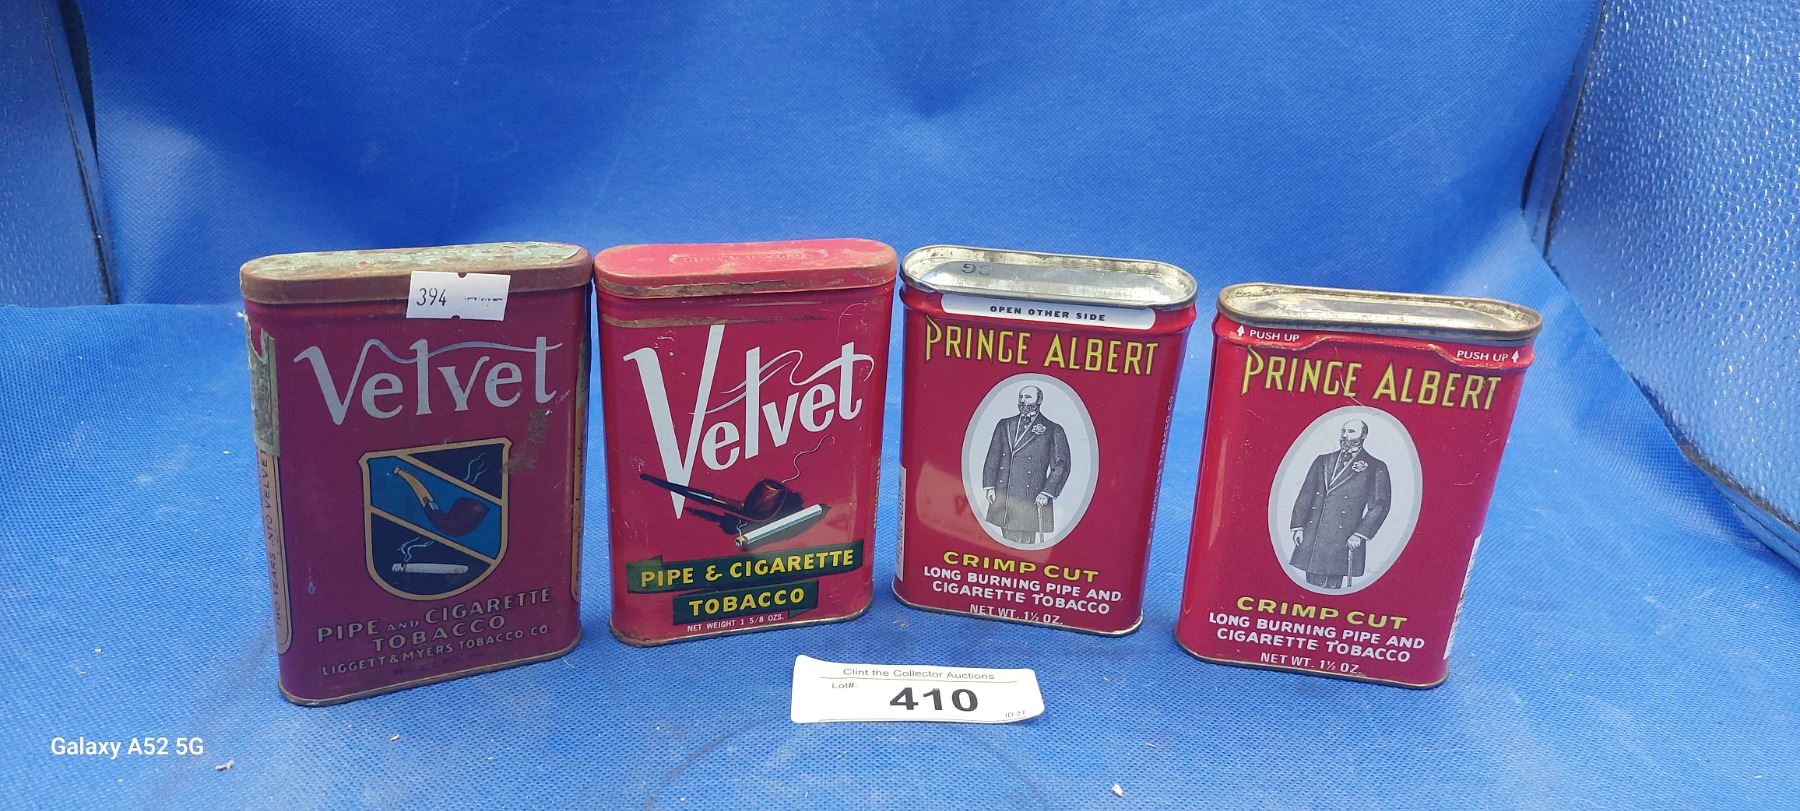 394
Velvet
PIPE AND CIGARETTE
TOBACCO
LIGGETT & MYERS TOBACCO CO.
Velvet
PIPE & CIGARETTE
TOBACCO
NET WEIGHT 1 5/8 OZS.
OPEN OTHER SIDE
PRINCE ALBERT
CRIMP CUT
LONG BURNING PIPE AND
CIGARETTE TOBACCO
NET WT. 1½ OZ.
PUSH UP
PUSH UP
PRINCE ALBERT
CRIMP CUT
LONG BURNING PIPE AND
CIGARETTE TOBACCO
NET WT. 1½ OZ.
Clint the Collector Auctions
Lot#:
410
ID:21
Galaxy A52 5G